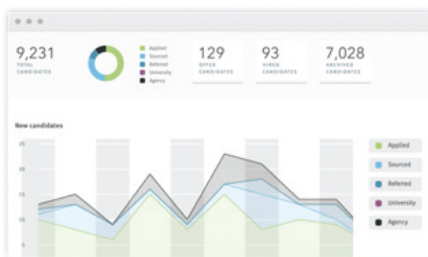 9,231
TOTAL
CANDIDATES
Applied
Sourced
Referred
University
Agency
129
OFFER
CANDIDATES
93
HIRED
CANDIDATES
7,028
ARCHIVED
CANDIDATES
New candidates
25
20
15
10
5
Applied
Sourced
Referred
University
Agency